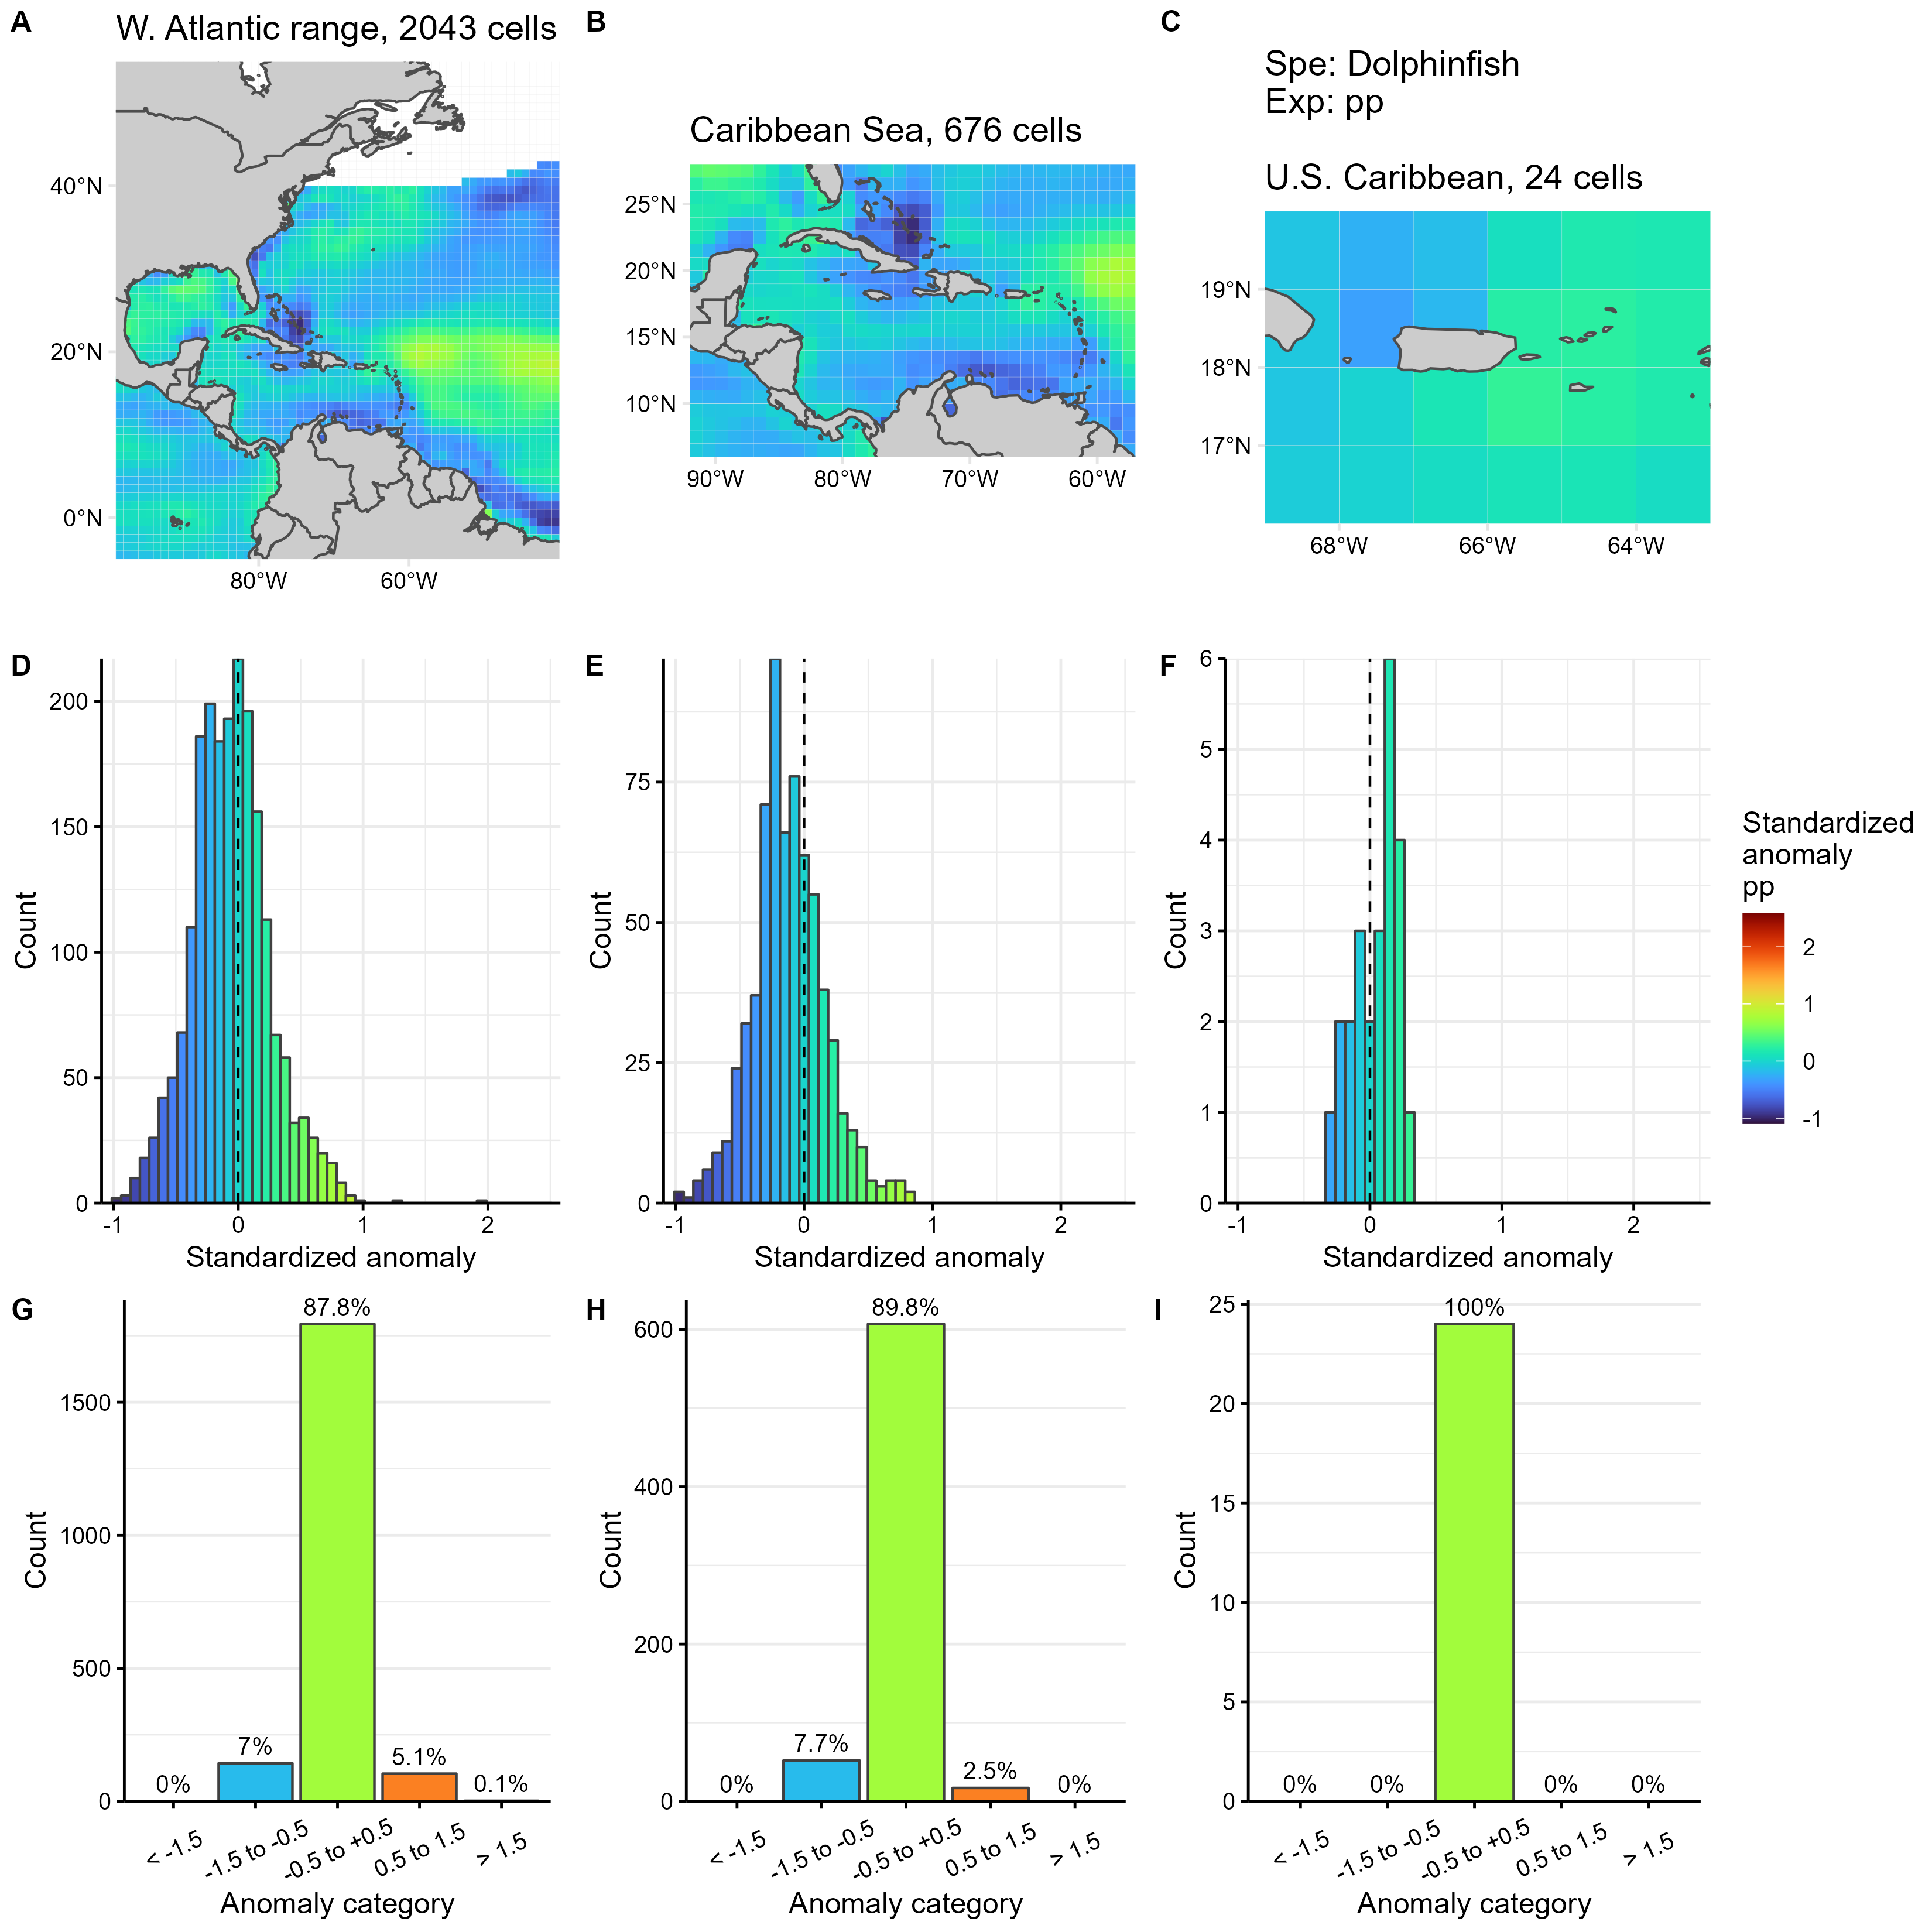 A
W. Atlantic range, 2043 cells
40°N
20°N
0°N
80°W
60°W
B
Caribbean Sea, 676 cells
25°N
20°N
15°N
10°N
90°W
80°W
70°W
60°W
C
Spe: Dolphinfish
Exp: pp
U.S. Caribbean, 24 cells
19°N
18°N
17°N
68°W
66°W
64°W
D
Count
200
150
100
50
0
-1
0
1
2
Standardized anomaly
E
Count
75
50
25
0
-1
0
1
2
Standardized anomaly
F
Count
6
5
4
3
2
1
0
-1
0
1
2
Standardized anomaly
Standardized
anomaly
pp
2
1
0
-1
G
Count
1500
1000
500
0
0%
7%
87.8%
5.1%
0.1%
< -1.5
-1.5 to -0.5
-0.5 to +0.5
0.5 to 1.5
> 1.5
Anomaly category
H
Count
600
400
200
0
0%
7.7%
89.8%
2.5%
0%
< -1.5
-1.5 to -0.5
-0.5 to +0.5
0.5 to 1.5
> 1.5
Anomaly category
I
Count
25
20
15
10
5
0
0%
0%
100%
0%
0%
< -1.5
-1.5 to -0.5
-0.5 to +0.5
0.5 to 1.5
> 1.5
Anomaly category